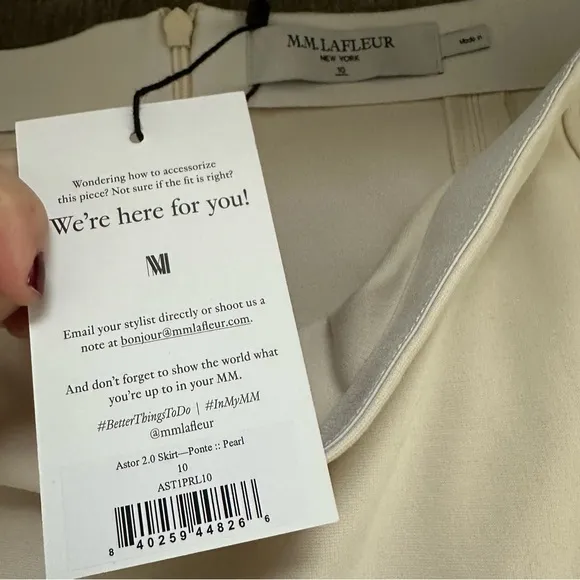 M.M.LAFLEUR
NEW YORK
10
Made in
Wondering how to accessorize
this piece? Not sure if the fit is right?
We're here for you!
MM
Email your stylist directly or shoot us a
note at bonjour@mmlafleur.com.
And don't forget to show the world what
you're up to in your MM.
#BetterThingsToDo | #InMyMM
@mmlafleur
Astor 2.0 Skirt—Ponte :: Pearl
10
AST1PRL10
8 40259 44826 6